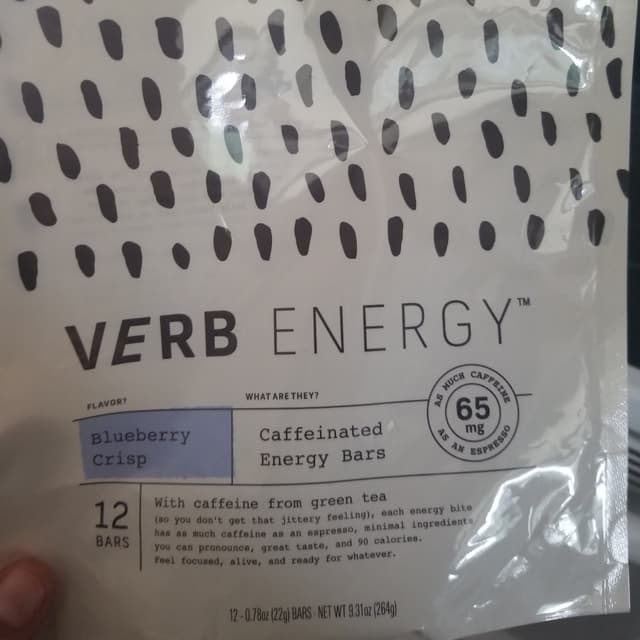 VERB ENERGY™
FLAVOR?
WHAT ARE THEY?
Blueberry
Crisp
Caffeinated
Energy Bars
AS MUCH CAFFEINE
65
mg
AS AN ESPRESSO
12
BARS
With caffeine from green tea
(so you don't get that jittery feeling), each energy bite
has as much caffeine as an espresso, minimal ingredients
you can pronounce, great taste, and 90 calories.
Feel focused, alive, and ready for whatever.
12 - 0.78oz (22g) BARS · NET WT 9.31oz (264g)